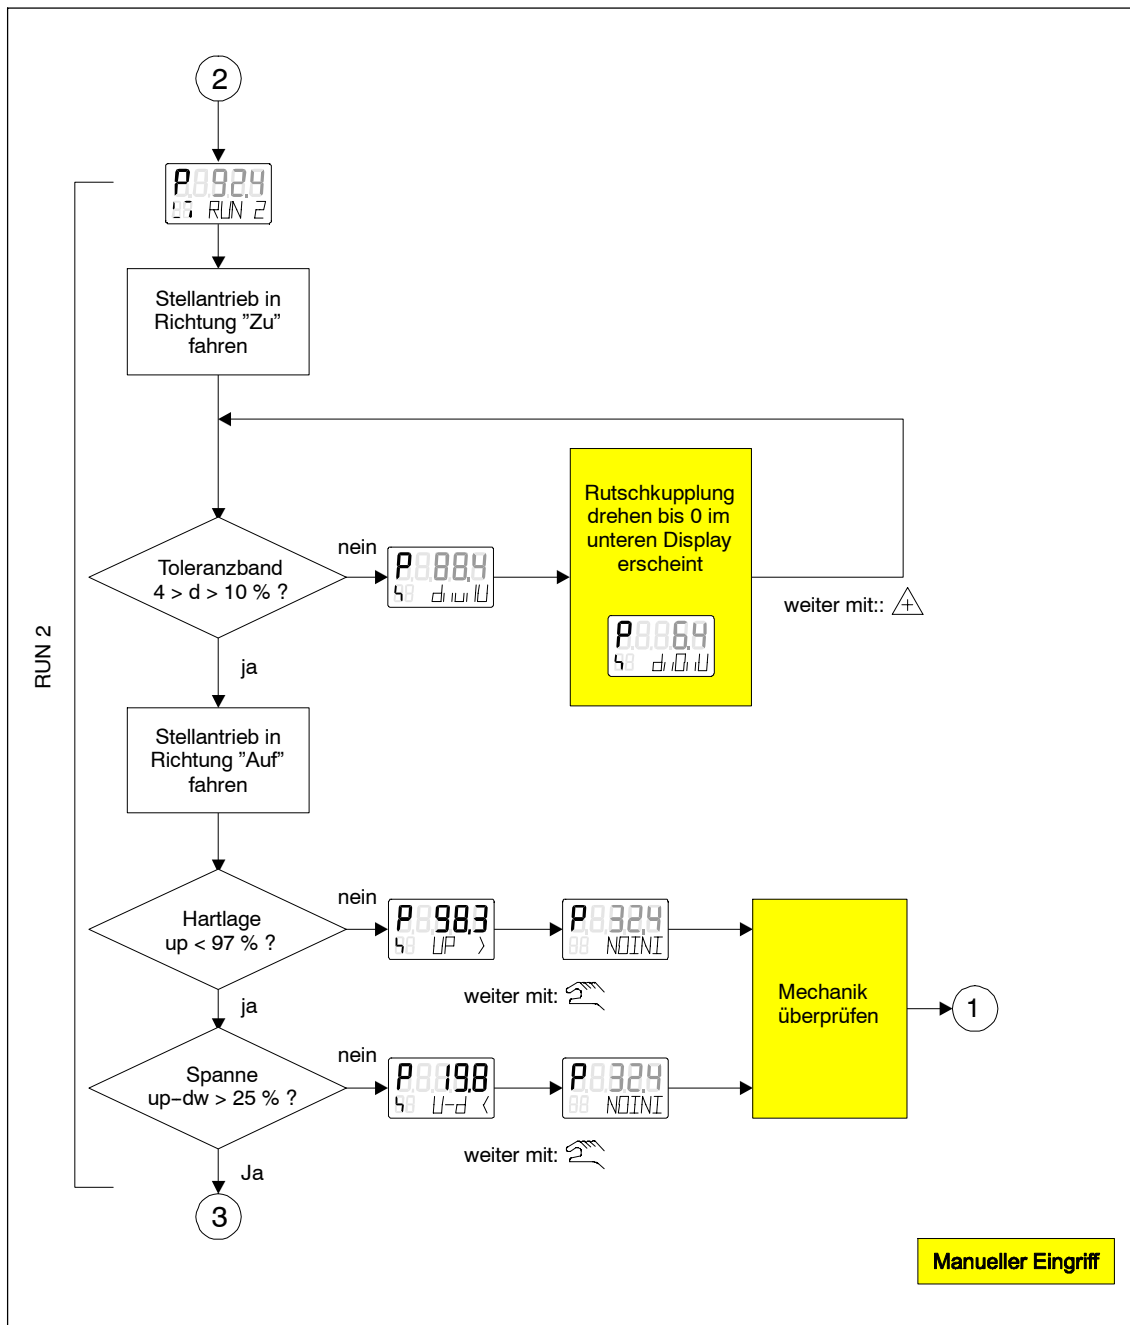 2
P 92.4
RUN 2
Stellantrieb in
Richtung ”Zu”
fahren
Toleranzband
4 > d > 10 % ?
nein
P 88.4
Rutschkupplung
drehen bis 0 im
unteren Display
erscheint
P 6.4
weiter mit::
ja
RUN 2
Stellantrieb in
Richtung ”Auf”
fahren
Hartlage
up < 97 % ?
nein
P 98.3
UP >
P 32.4
NOINI
weiter mit:
ja
Mechanik
überprüfen
1
Spanne
up−dw > 25 % ?
nein
P 19.8
U-d <
P 32.4
NOINI
weiter mit:
Ja
3
Manueller Eingriff